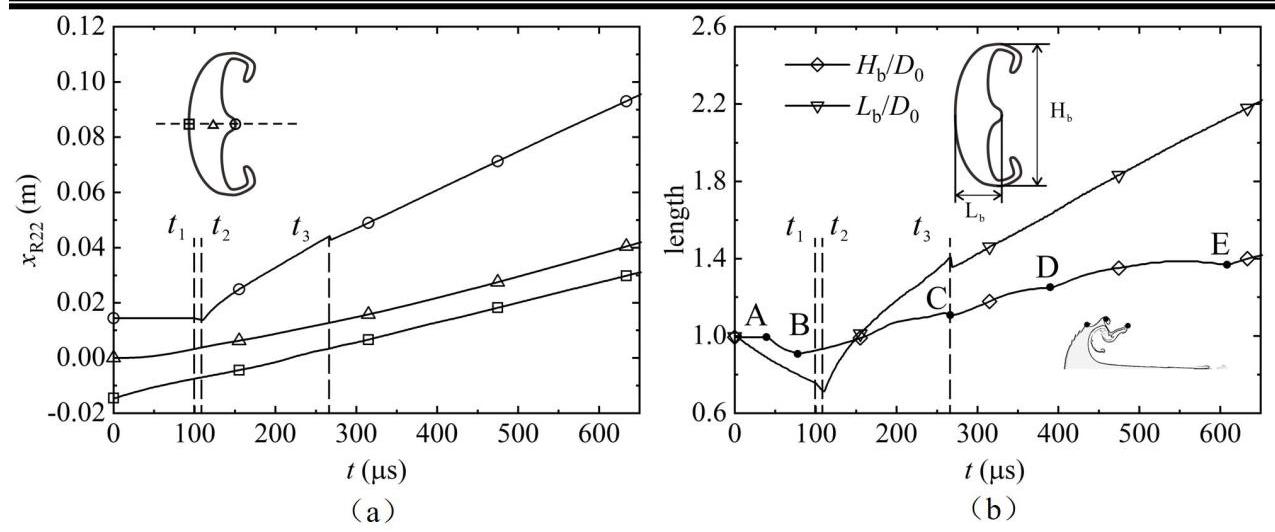 0.12
0.10
0.08
0.06
0.04
0.02
0.00
-0.02
x_R22 (m)
t_1
t_2
t_3
0
100
200
300
400
500
600
t (μs)
（a）
2.6
2.2
1.8
1.4
1.0
0.6
length
H_b/D_0
L_b/D_0
H_b
L_b
t_1
t_2
t_3
A
B
C
D
E
0
100
200
300
400
500
600
t (μs)
（b）